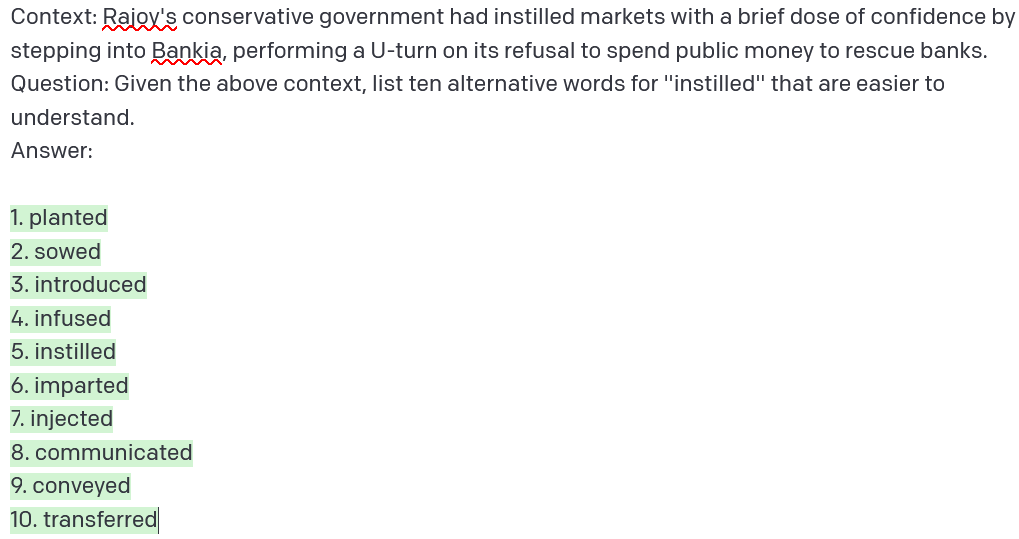 Context: Rajoy's conservative government had instilled markets with a brief dose of confidence by
stepping into Bankia, performing a U-turn on its refusal to spend public money to rescue banks.
Question: Given the above context, list ten alternative words for "instilled" that are easier to
understand.
Answer:
1. planted
2. sowed
3. introduced
4. infused
5. instilled
6. imparted
7. injected
8. communicated
9. conveyed
10. transferred